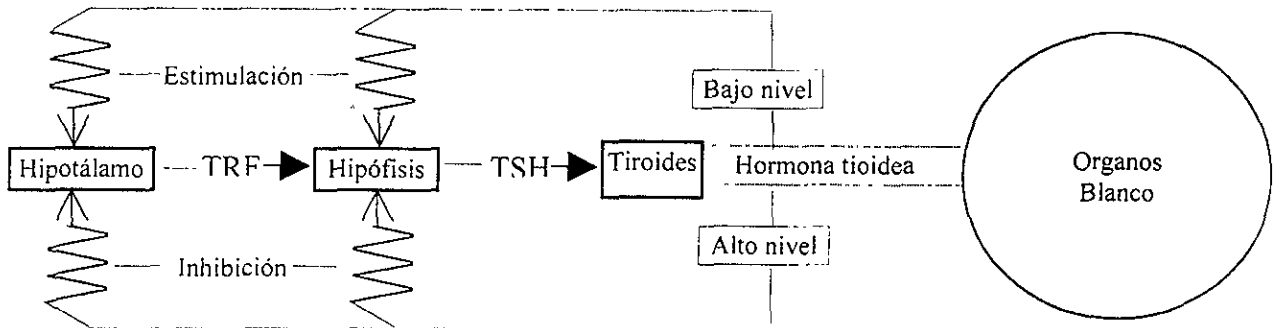 Estimulación
Bajo nivel
Hipotálamo
TRF
Hipófisis
TSH
Tiroides
Hormona tioidea
Organos
Blanco
Alto nivel
Inhibición